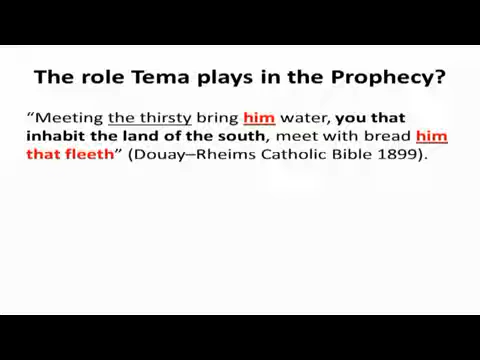 The role Tema plays in the Prophecy?
“Meeting the thirsty bring him water, you that
inhabit the land of the south, meet with bread him
that fleeth” (Douay–Rheims Catholic Bible 1899).